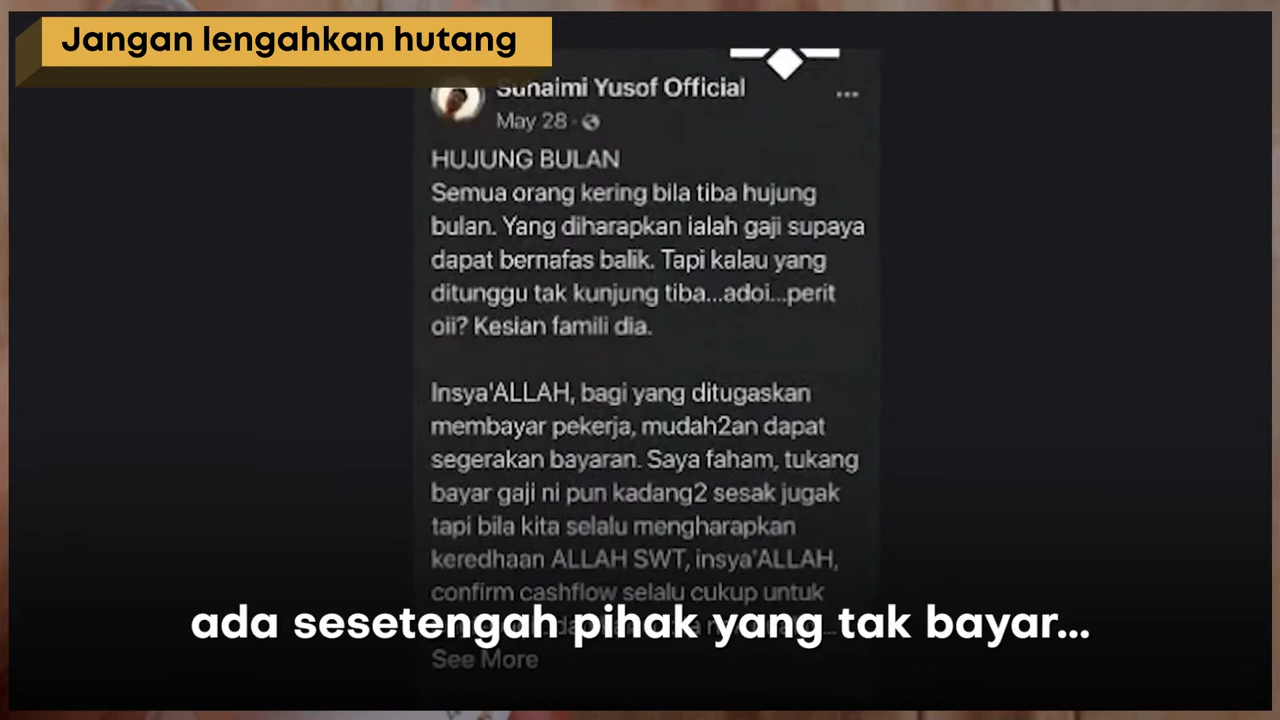 Jangan lengahkan hutang
Suhaimi Yusof Official
May 28
HUJUNG BULAN
Semua orang kering bila tiba hujung
bulan. Yang diharapkan ialah gaji supaya
dapat bernafas balik. Tapi kalau yang
ditunggu tak kunjung tiba...adoi...perit
oii? Kesian famili dia.
Insya'ALLAH, bagi yang ditugaskan
membayar pekerja, mudah2an dapat
segerakan bayaran. Saya faham, tukang
bayar gaji ni pun kadang2 sesak jugak
tapi bila kita selalu mengharapkan
keredhaan ALLAH SWT, insya'ALLAH,
confirm cashflow selalu cukup untuk
ada sesetengah pihak yang tak bayar...
See More